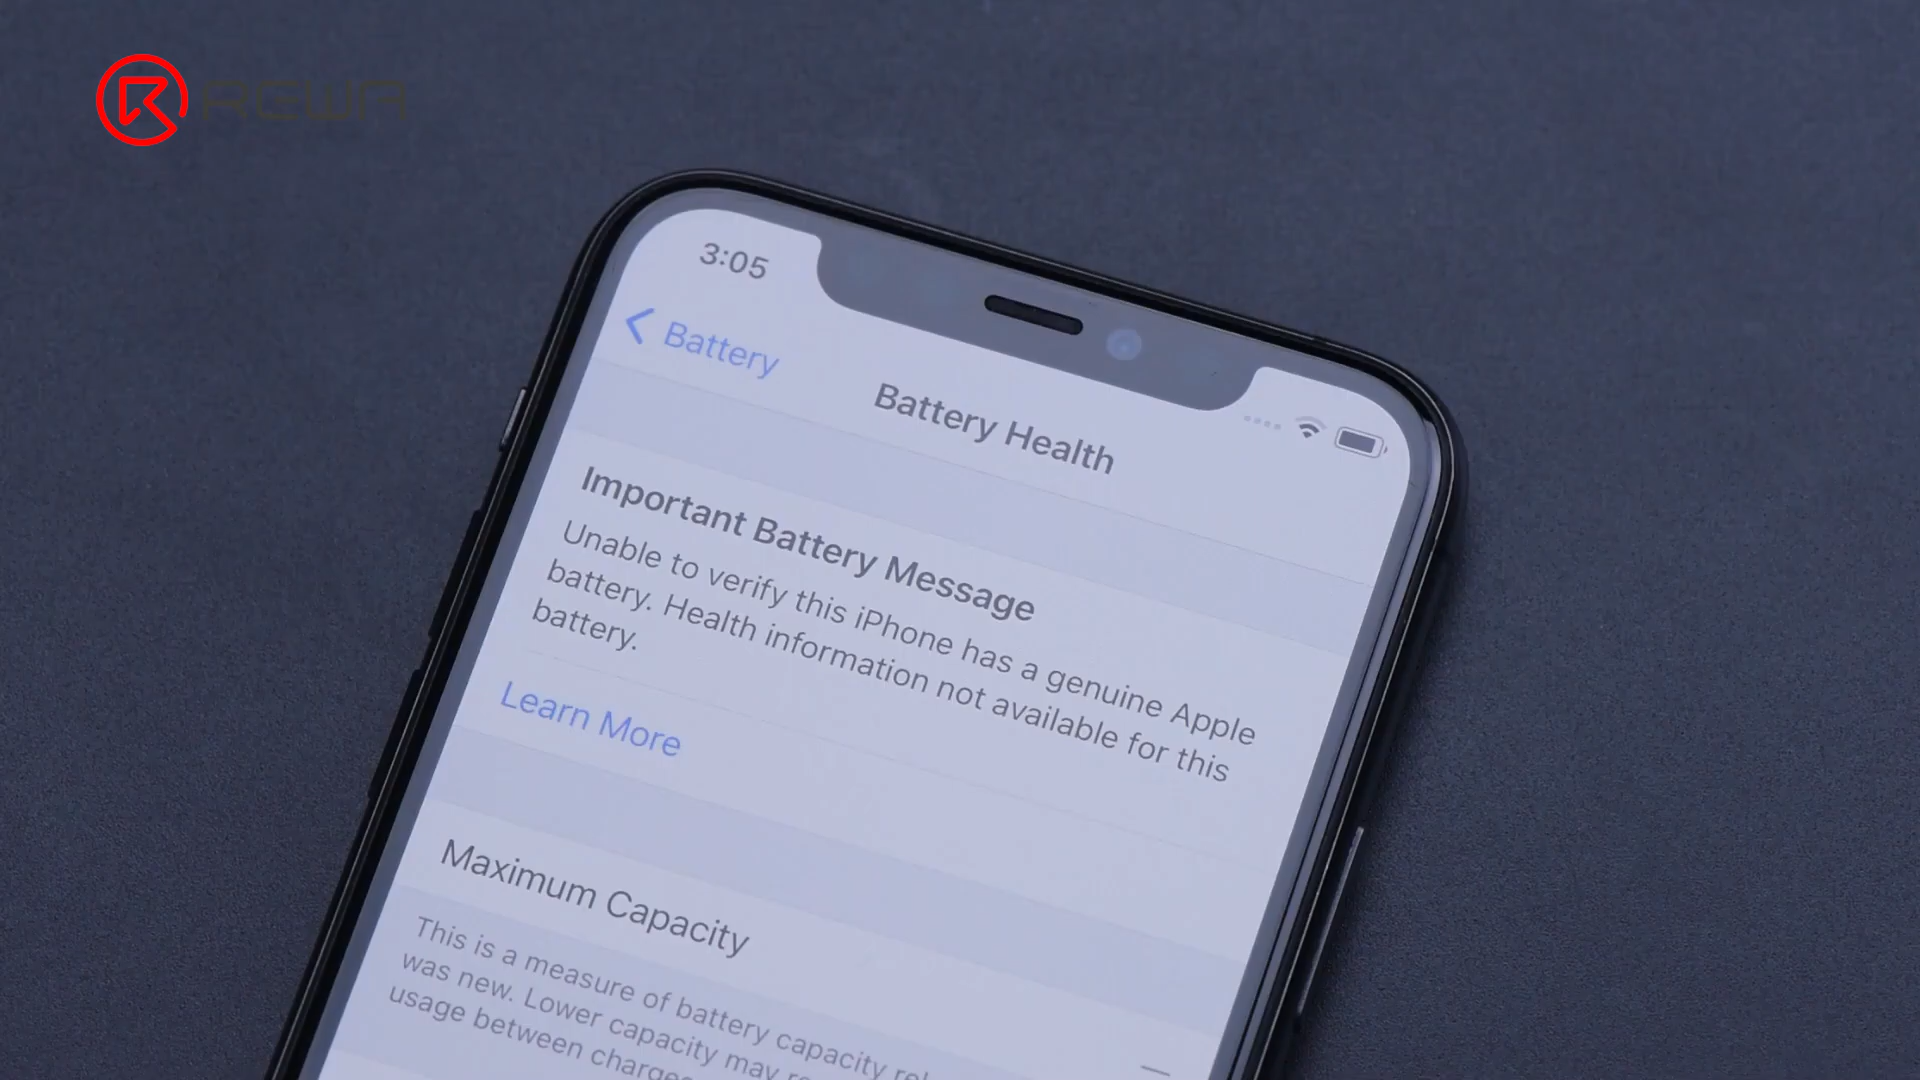 REWA
3:05
Battery
Battery Health
Important Battery Message
Unable to verify this iPhone has a genuine Apple
battery. Health information not available for this
battery.
Learn More
Maximum Capacity
This is a measure of battery capacity
was new. Lower capacity may
usage between